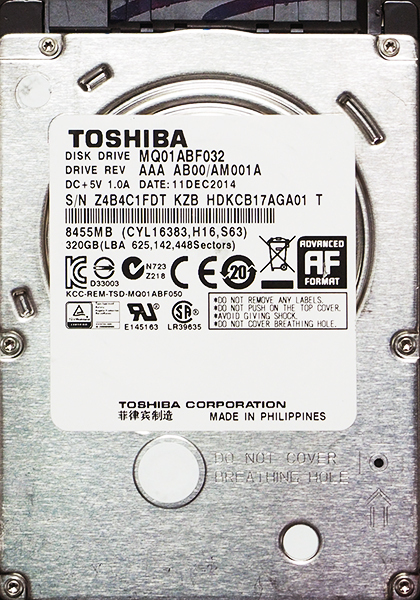 TOSHIBA
DISK DRIVE MQ01ABF032
DRIVE REV AAA AB00/AM001A
DC+5V 1.0A DATE:11DEC2014
S/N Z4B4C1FDT KZB HDKCB17AGA01 T
8455MB (CYL16383,H16,S63)
320GB(LBA 625,142,448Sectors)
D33003
N723
Z218
CE
20
ADVANCED
AF
FORMAT
KCC-REM-TSD-MQ01ABF050
*DO NOT REMOVE ANY LABELS.
*DO NOT PUSH ON THE TOP COVER.
*AVOID GIVING SHOCK.
*DO NOT COVER BREATHING HOLE.
E145163
LR39635
TOSHIBA CORPORATION
菲律宾制造 MADE IN PHILIPPINES
DO NOT COVER
BREATHING HOLE